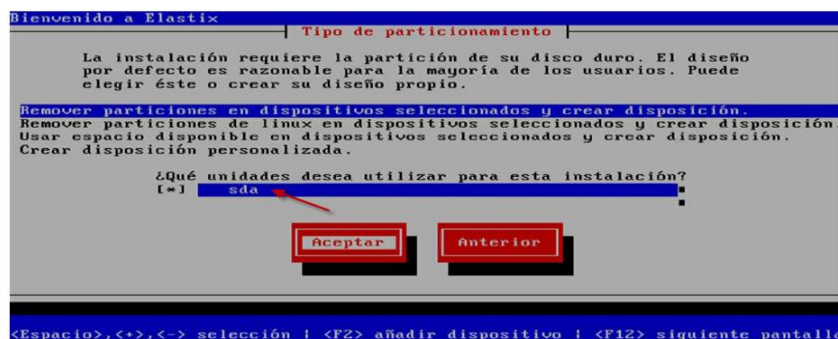 Bienvenido a Elastix
Tipo de particionamiento
La instalación requiere la partición de su disco duro. El diseño
por defecto es razonable para la mayoría de los usuarios. Puede
elegir éste o crear su diseño propio.
Remover particiones en dispositivos seleccionados y crear disposición.
Remover particiones de linux en dispositivos seleccionados y crear disposición.
Usar espacio disponible en dispositivos seleccionados y crear disposición.
Crear disposición personalizada.
¿Qué unidades desea utilizar para esta instalación?
[*] sda
Aceptar Anterior
<Espacio>,<+>,<-> selección | <F2> añadir dispositivo | <F12> siguiente pantalla